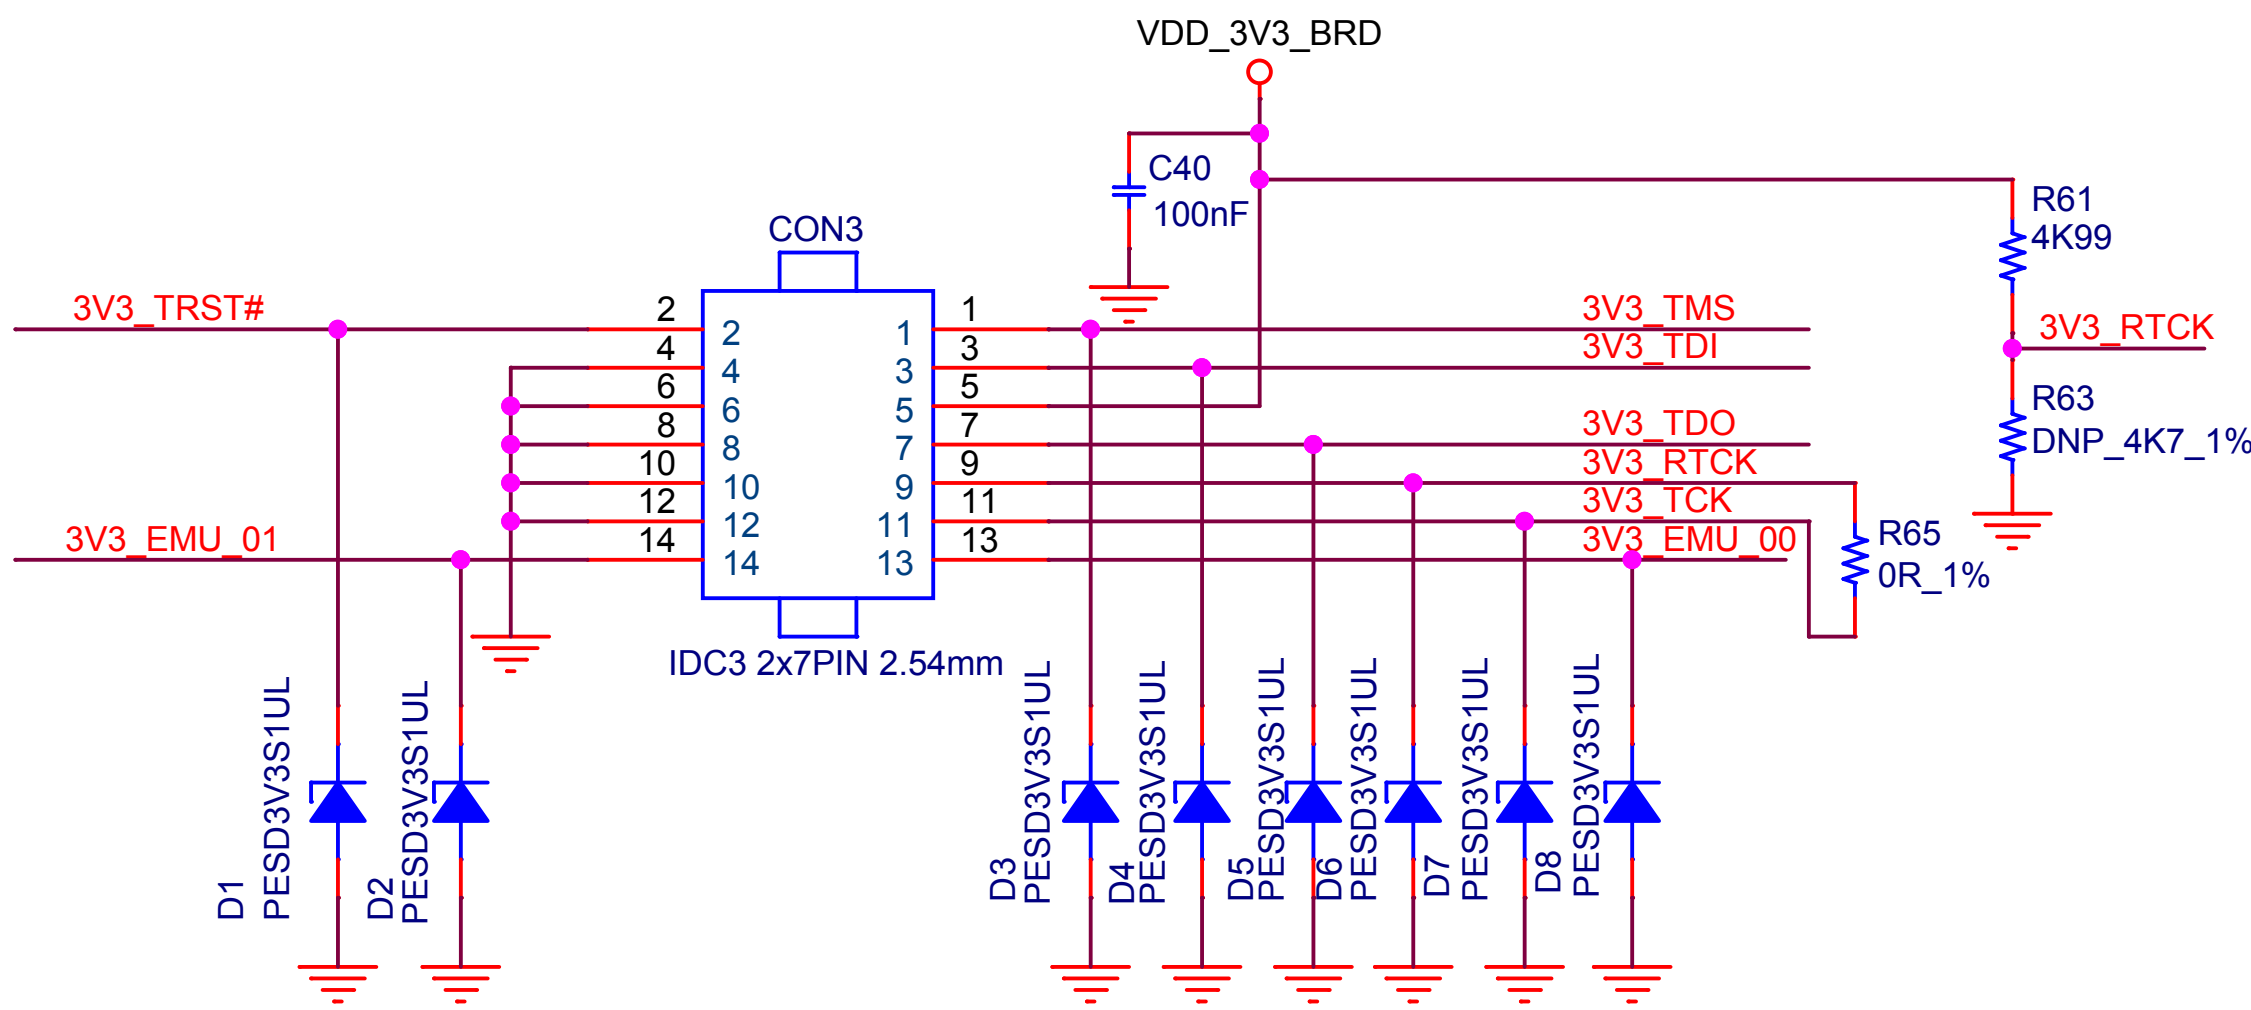 VDD_3V3_BRD
C40
100nF
R61
4K99
CON3
3V3_TRST#
2
2
1
1
3V3_TMS
3V3_RTCK
4
4
3
3
3V3_TDI
6
6
5
5
R63
DNP_4K7_1%
8
8
7
7
3V3_TDO
10
10
9
9
3V3_RTCK
12
12
11
11
3V3_TCK
3V3_EMU_01
14
14
13
13
3V3_EMU_00
R65
0R_1%
IDC3 2x7PIN 2.54mm
D1
PESD3V3S1UL
D2
PESD3V3S1UL
D3
PESD3V3S1UL
D4
PESD3V3S1UL
D5
PESD3V3S1UL
D6
PESD3V3S1UL
D7
PESD3V3S1UL
D8
PESD3V3S1UL